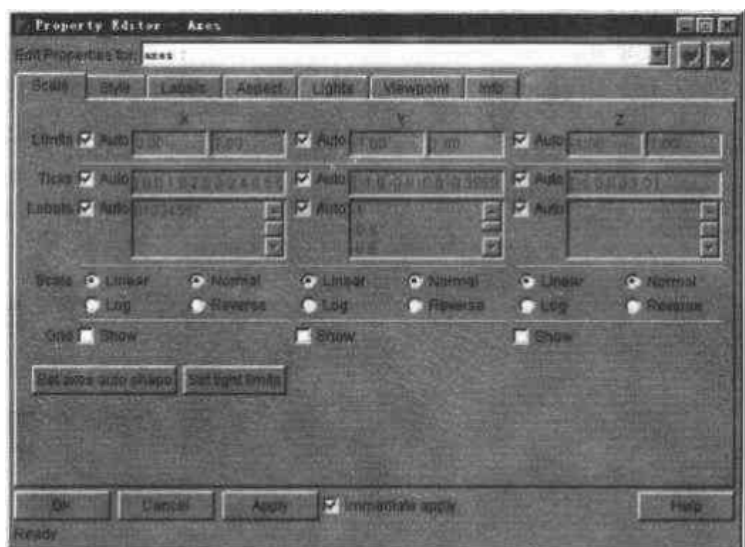 Property Editor - Axes
Edit Properties for: axes :
Scale Style Labels Aspect Lights Viewpoint Info
X Y Z
Limits Auto 0.00 Auto Auto
Ticks Auto Auto Auto
Labels Auto Auto Auto
Scale Linear Normal Linear Normal Linear Normal
Log Reverse Log Reverse Log Reverse
Grid Show Show Show
Set axes auto shape Set tight limits
OK Cancel Apply Immediate apply Help
Ready